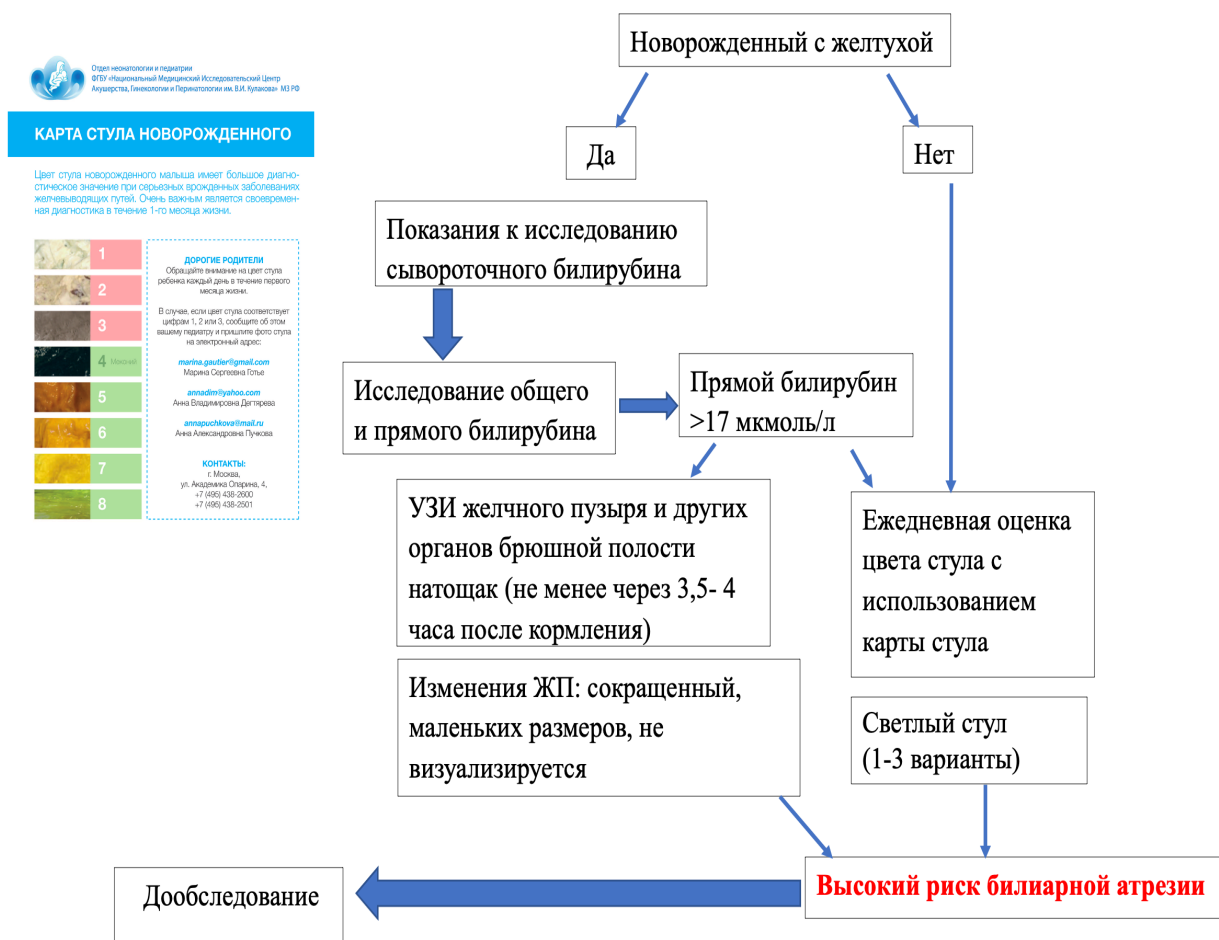 Отдел неонатологии и педиатрии
ФГБУ «Национальный Медицинский Исследовательский Центр
Акушерства, Гинекологии и Перинатологии им. В.И. Кулакова» МЗ РФ
КАРТА СТУЛА НОВОРОЖДЕННОГО
Цвет стула новорожденного малыша имеет большое диагно-
стическое значение при серьезных врожденных заболеваниях
желчевыводящих путей. Очень важным является своевремен-
ная диагностика в течение 1-го месяца жизни.
1
2
3
4 Меконий
5
6
7
8
ДОРОГИЕ РОДИТЕЛИ
Обращайте внимание на цвет стула
ребенка каждый день в течение первого
месяца жизни.
В случае, если цвет стула соответствует
цифрам 1, 2 или 3, сообщите об этом
вашему педиатру и пришлите фото стула
на электронный адрес:
marina.gautier@gmail.com
Марина Сергеевна Готье
annadim@yahoo.com
Анна Владимировна Дегтярева
annapuchkova@mail.ru
Анна Александровна Пучкова
КОНТАКТЫ:
г. Москва,
ул. Академика Опарина, 4,
+7 (495) 438-2600
+7 (495) 438-2501
Новорожденный с желтухой
Да
Нет
Показания к исследованию
сывороточного билирубина
Исследование общего
и прямого билирубина
Прямой билирубин
>17 мкмоль/л
УЗИ желчного пузыря и других
органов брюшной полости
натощак (не менее через 3,5- 4
часа после кормления)
Ежедневная оценка
цвета стула с
использованием
карты стула
Изменения ЖП: сокращенный,
маленьких размеров, не
визуализируется
Светлый стул
(1-3 варианты)
Высокий риск билиарной атрезии
Дообследование